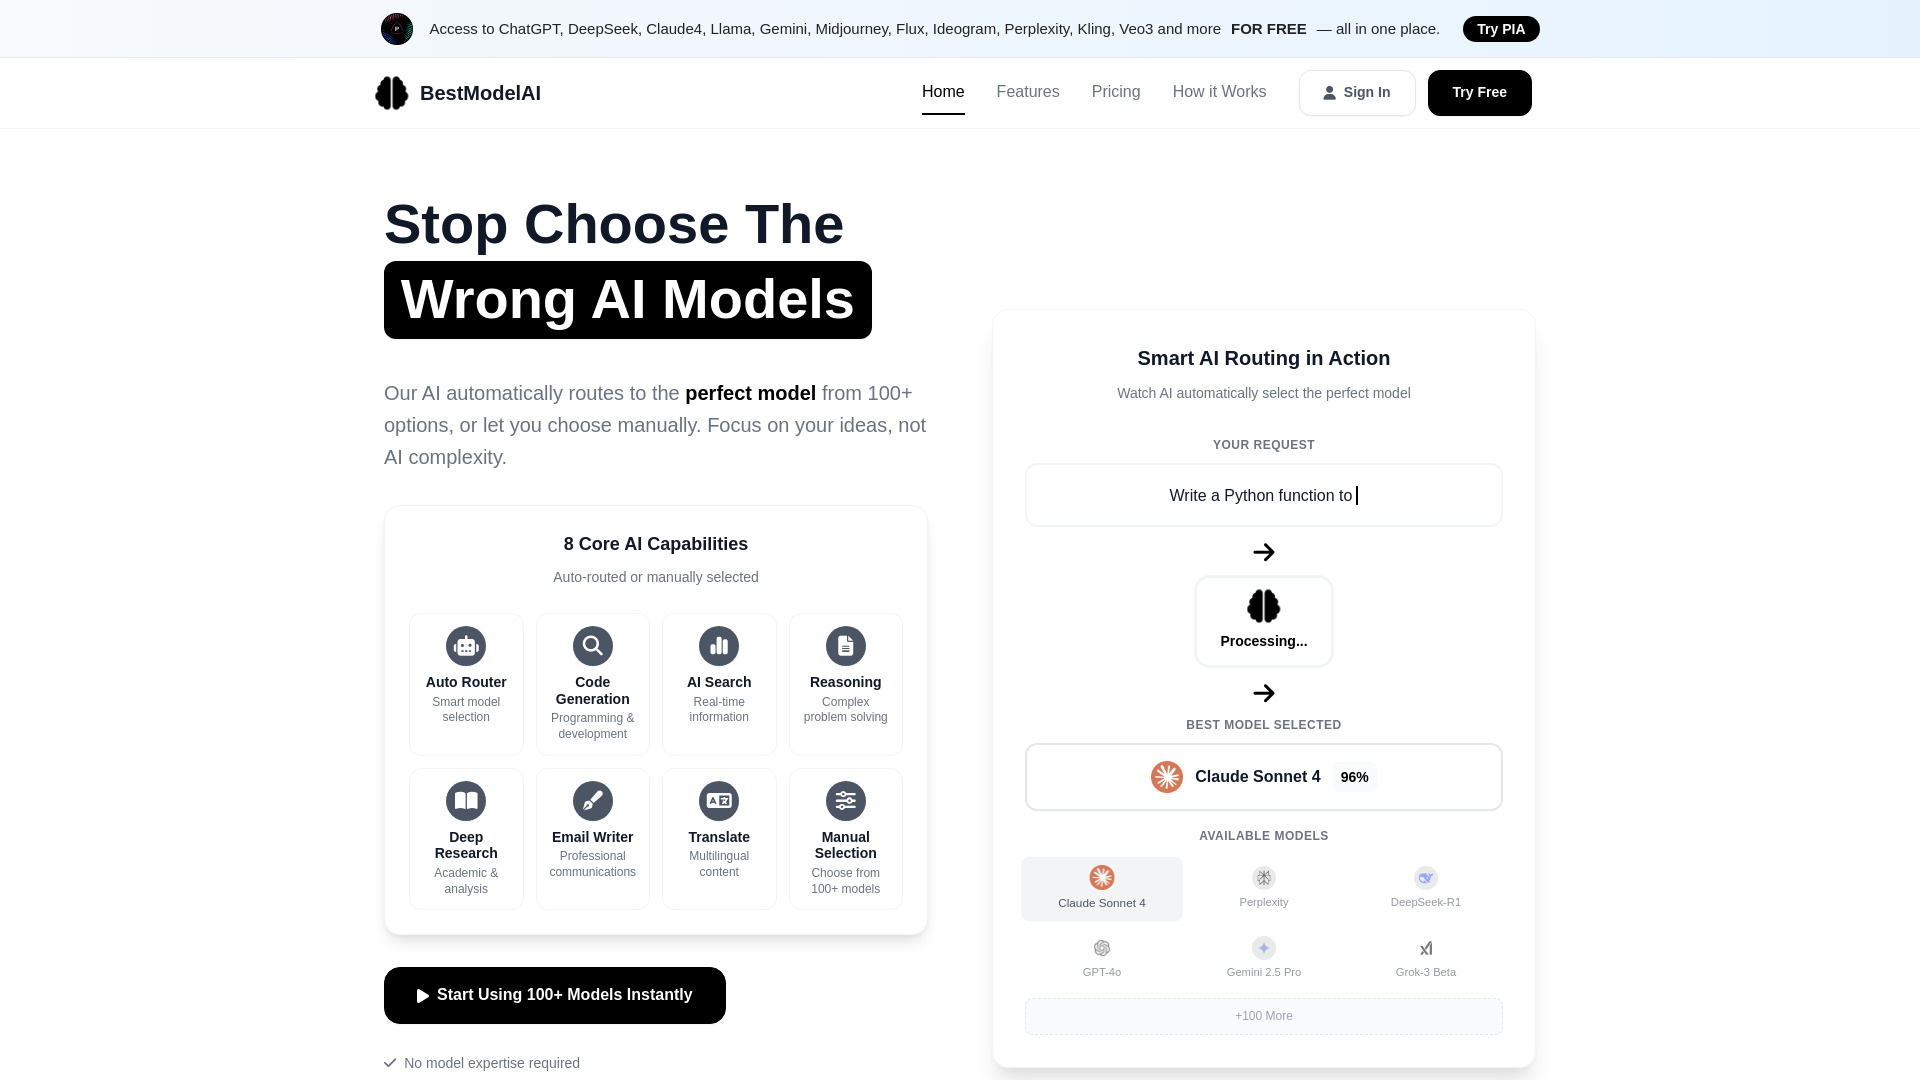 Access to ChatGPT, DeepSeek, Claude4, Llama, Gemini, Midjourney, Flux, Ideogram, Perplexity, Kling, Veo3 and more FOR FREE — all in one place. Try PIA
BestModelAI
Home Features Pricing How it Works Sign In Try Free
Stop Choose The
Wrong AI Models
Our AI automatically routes to the perfect model from 100+
options, or let you choose manually. Focus on your ideas, not
AI complexity.
8 Core AI Capabilities
Auto-routed or manually selected
Auto Router
Smart model
selection
Code
Generation
Programming &
development
AI Search
Real-time
information
Reasoning
Complex
problem solving
Deep
Research
Academic &
analysis
Email Writer
Professional
communications
Translate
Multilingual
content
Manual
Selection
Choose from
100+ models
Start Using 100+ Models Instantly
No model expertise required
Smart AI Routing in Action
Watch AI automatically select the perfect model
YOUR REQUEST
Write a Python function to
Processing...
BEST MODEL SELECTED
Claude Sonnet 4 96%
AVAILABLE MODELS
Claude Sonnet 4
Perplexity
DeepSeek-R1
GPT-4o
Gemini 2.5 Pro
Grok-3 Beta
+100 More